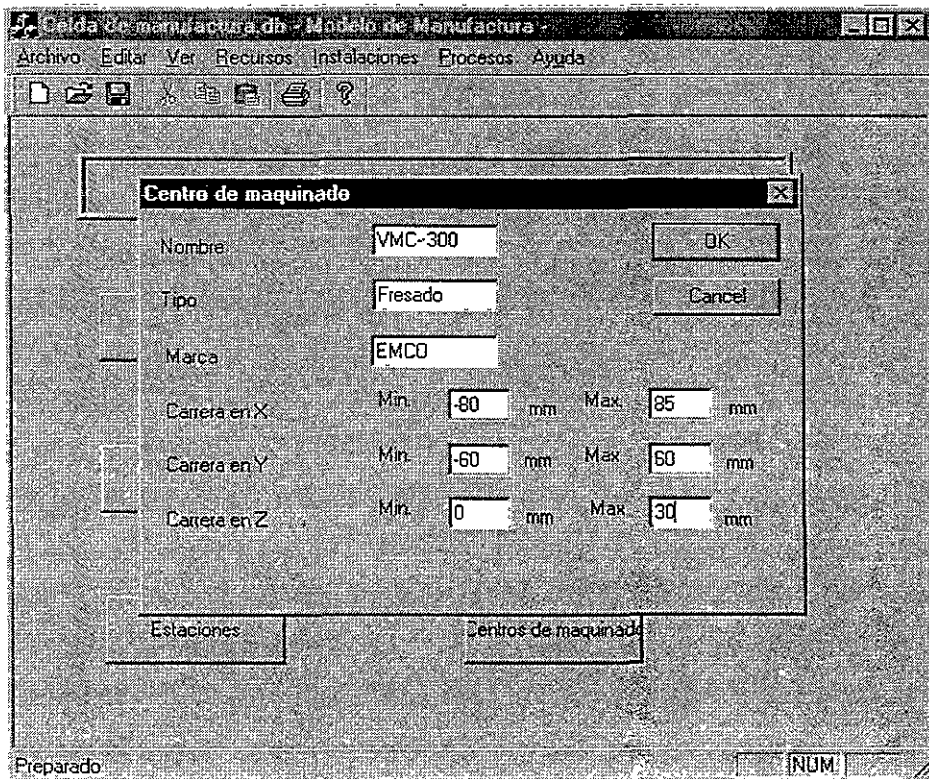 Celda de manufactura.db - Modelo de Manufactura -
Archivo Editar Ver Recursos Instalaciones Procesos Ayuda
Centro de maquinado
Nombre VMC-300 OK
Tipo Fresado Cancel
Marca EMCO
Carrera en X Min. -80 mm Max. 85 mm
Carrera en Y Min. -60 mm Max 60 mm
Carrera en Z Min. 0 mm Max 30 mm
Estaciones Centros de maquinado
Preparado NUM